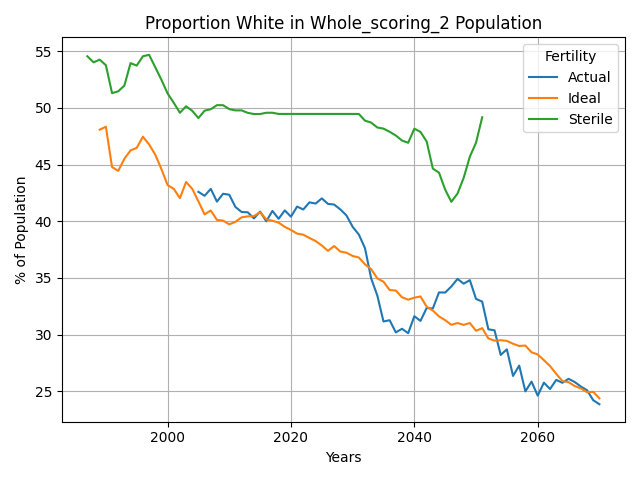 Proportion White in Whole_scoring_2 Population
Fertility
Actual
Ideal
Sterile
% of Population
55
50
45
40
35
30
25
2000
2020
2040
2060
Years